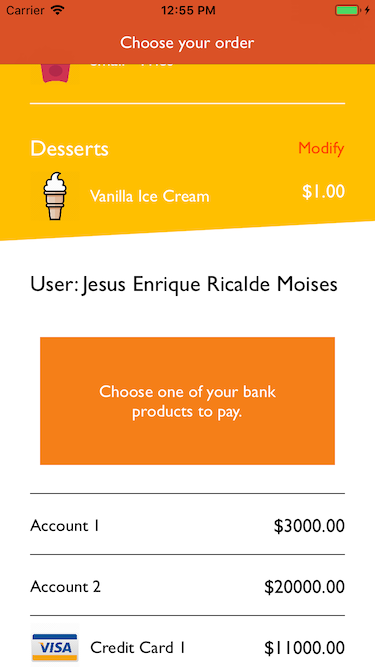 Carrier 12:55 PM
Choose your order
Desserts Modify
Vanilla Ice Cream $1.00
User: Jesus Enrique Ricalde Moises
Choose one of your bank
products to pay.
Account 1 $3000.00
Account 2 $20000.00
VISA Credit Card 1 $11000.00